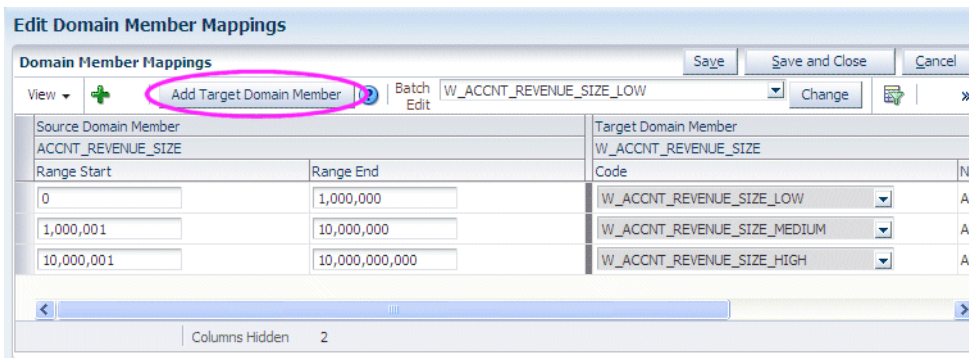 Edit Domain Member Mappings
Domain Member Mappings Save Save and Close Cancel
View Add Target Domain Member ? Batch Edit W_ACCNT_REVENUE_SIZE_LOW Change »
Source Domain Member Target Domain Member
ACCNT_REVENUE_SIZE W_ACCNT_REVENUE_SIZE
Range Start Range End Code N
0 1,000,000 W_ACCNT_REVENUE_SIZE_LOW A
1,000,001 10,000,000 W_ACCNT_REVENUE_SIZE_MEDIUM A
10,000,001 10,000,000,000 W_ACCNT_REVENUE_SIZE_HIGH A
Columns Hidden 2